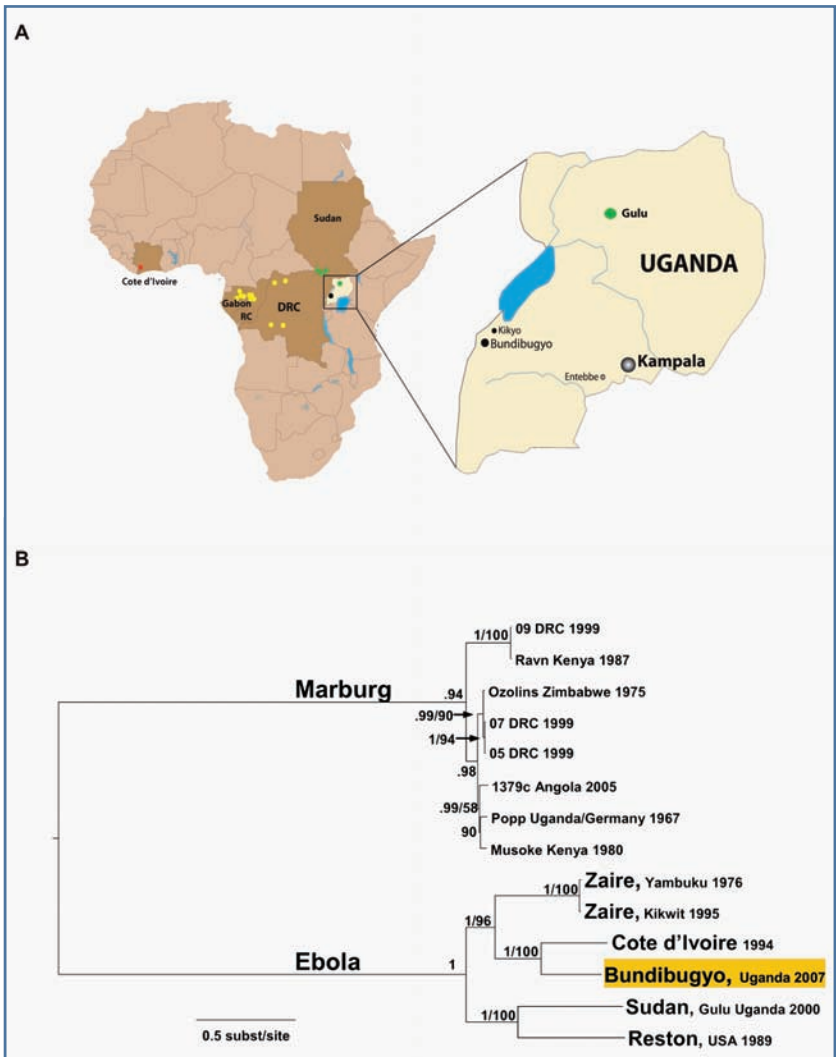 A
Sudan
Cote d'Ivoire
Gabon
RC
DRC
Gulu
UGANDA
Kikyo
Bundibugyo
Kampala
Entebbe
B
Marburg
.94
1/100
09 DRC 1999
Ravn Kenya 1987
.99/90
1/94
Ozolins Zimbabwe 1975
07 DRC 1999
05 DRC 1999
.98
.99/58
90
1379c Angola 2005
Popp Uganda/Germany 1967
Musoke Kenya 1980
Ebola
1
1/96
1/100
Zaire, Yambuku 1976
Zaire, Kikwit 1995
1/100
Cote d'Ivoire 1994
Bundibugyo, Uganda 2007
1/100
Sudan, Gulu Uganda 2000
Reston, USA 1989
0.5 subst/site